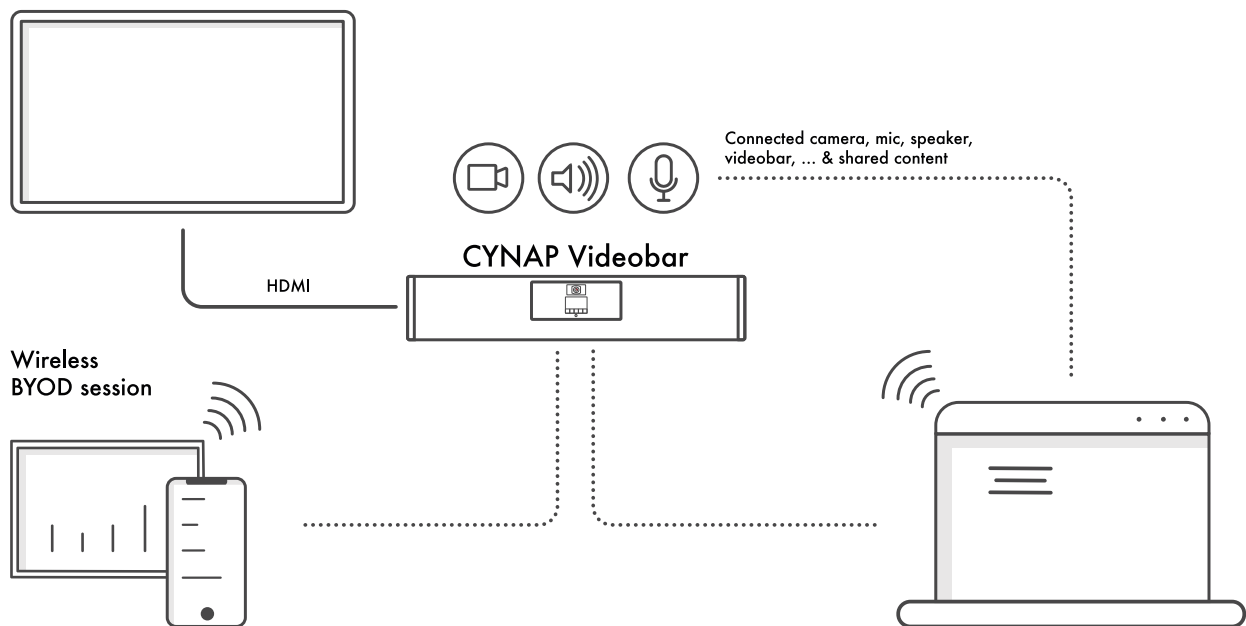 Connected camera, mic, speaker,
videobar, ... & shared content
CYNAP Videobar
HDMI
Wireless
BYOD session